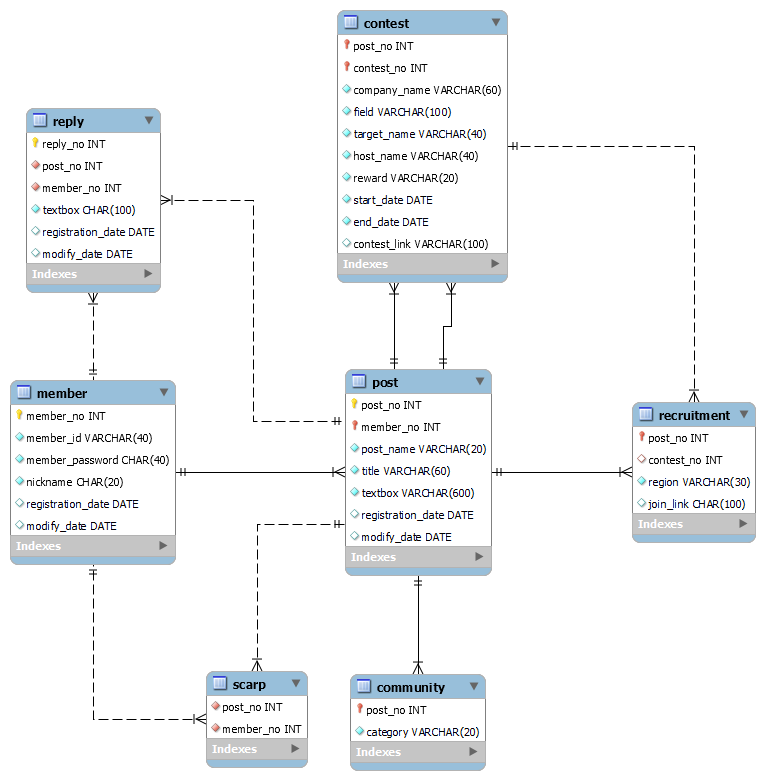 contest
post_no INT
contest_no INT
company_name VARCHAR(60)
field VARCHAR(100)
target_name VARCHAR(40)
host_name VARCHAR(40)
reward VARCHAR(20)
start_date DATE
end_date DATE
contest_link VARCHAR(100)
Indexes
reply
reply_no INT
post_no INT
member_no INT
textbox CHAR(100)
registration_date DATE
modify_date DATE
Indexes
member
member_no INT
member_id VARCHAR(40)
member_password CHAR(40)
nickname CHAR(20)
registration_date DATE
modify_date DATE
Indexes
post
post_no INT
member_no INT
post_name VARCHAR(20)
title VARCHAR(60)
textbox VARCHAR(600)
registration_date DATE
modify_date DATE
Indexes
recruitment
post_no INT
contest_no INT
region VARCHAR(30)
join_link CHAR(100)
Indexes
scarp
post_no INT
member_no INT
Indexes
community
post_no INT
category VARCHAR(20)
Indexes